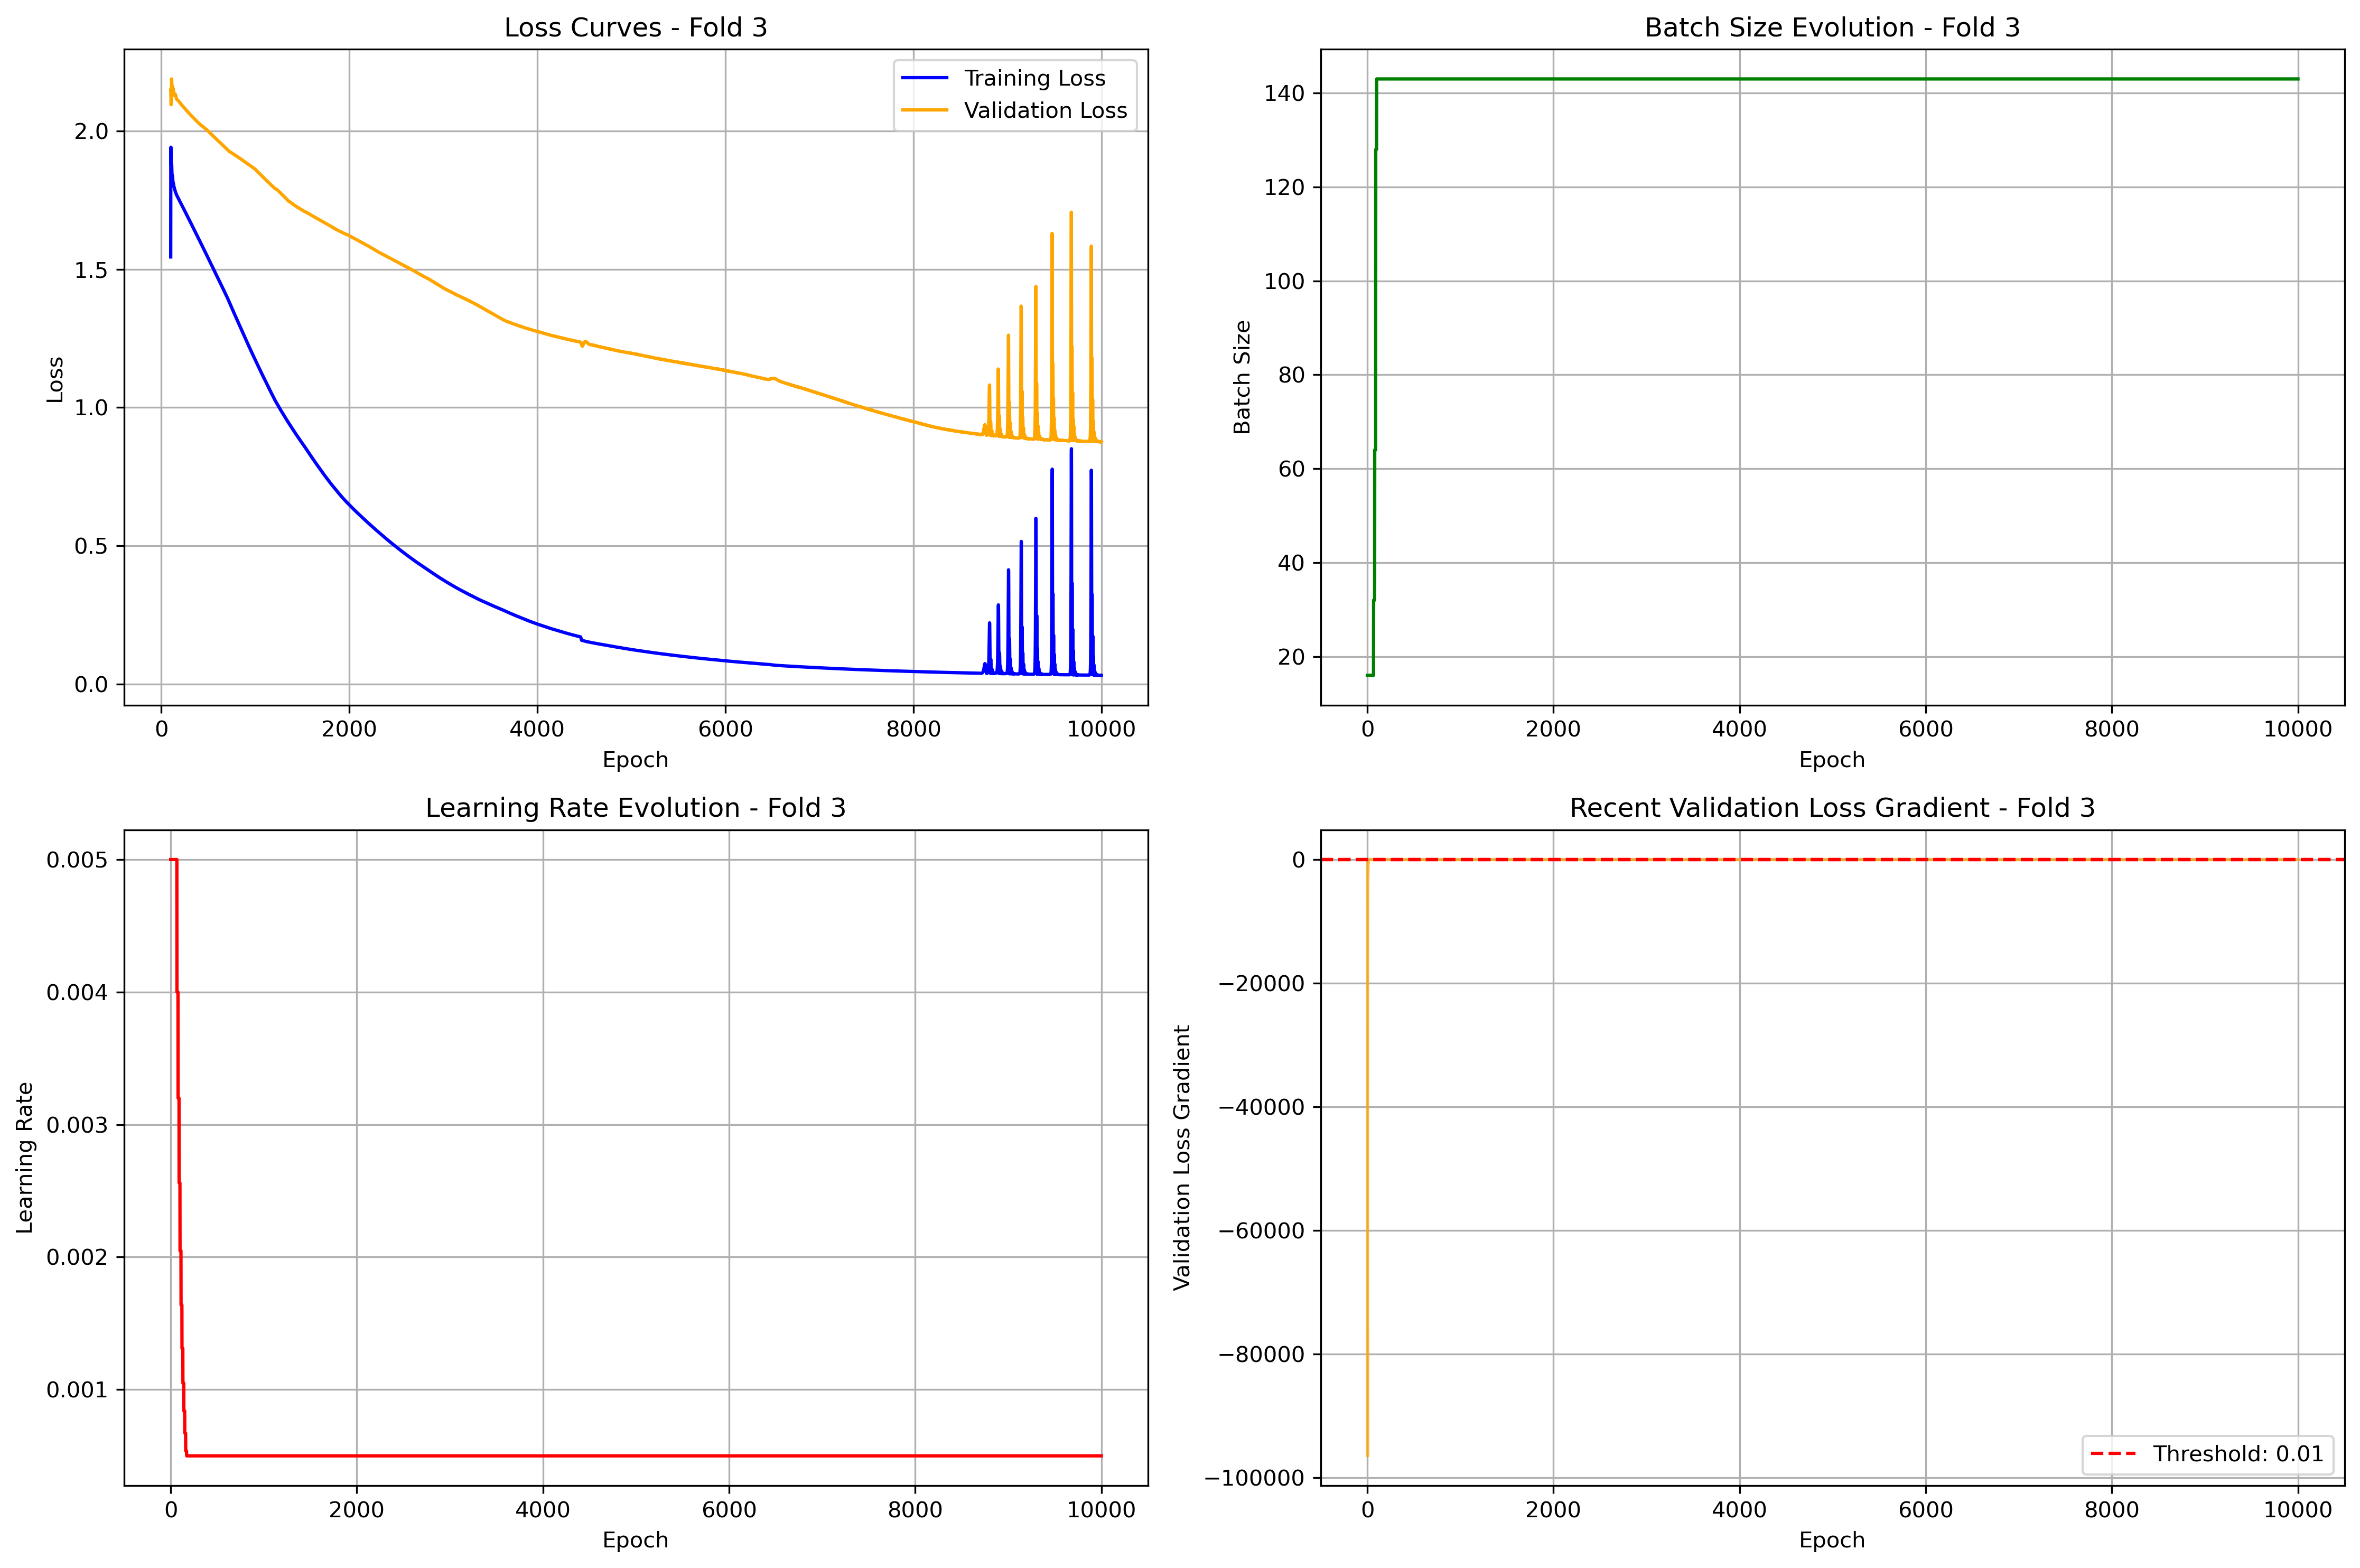 Loss Curves - Fold 3
Training Loss
Validation Loss
Loss
2.0
1.5
1.0
0.5
0.0
0 2000 4000 6000 8000 10000
Epoch
Batch Size Evolution - Fold 3
Batch Size
140
120
100
80
60
40
20
0 2000 4000 6000 8000 10000
Epoch
Learning Rate Evolution - Fold 3
Learning Rate
0.005
0.004
0.003
0.002
0.001
0 2000 4000 6000 8000 10000
Epoch
Recent Validation Loss Gradient - Fold 3
Validation Loss Gradient
0
−20000
−40000
−60000
−80000
−100000
Threshold: 0.01
0 2000 4000 6000 8000 10000
Epoch